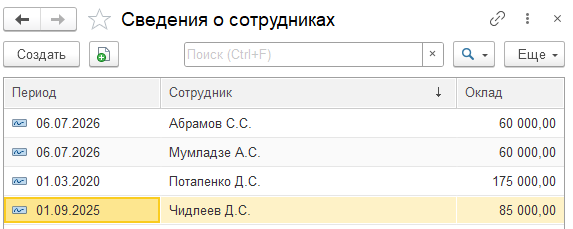 Сведения о сотрудниках
Создать Поиск (Ctrl+F) × Еще
Период Сотрудник ↓ Оклад
06.07.2026 Абрамов С.С. 60 000,00
06.07.2026 Мумладзе А.С. 60 000,00
01.03.2020 Потапенко Д.С. 175 000,00
01.09.2025 Чидлеев Д.С. 85 000,00